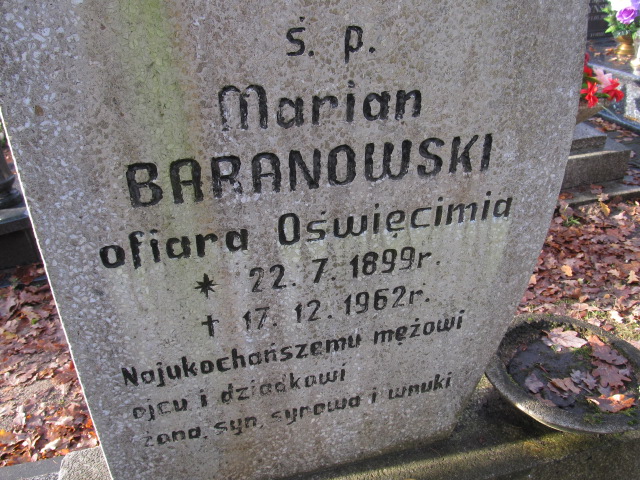 ś. p.
Marian
BARANOWSKI
ofiara Oświęcimia
* 22. 7. 1899r.
† 17. 12. 1962r.
Najukochańszemu mężowi
ojcu i dziadkowi
żona, syn, synowa i wnuki